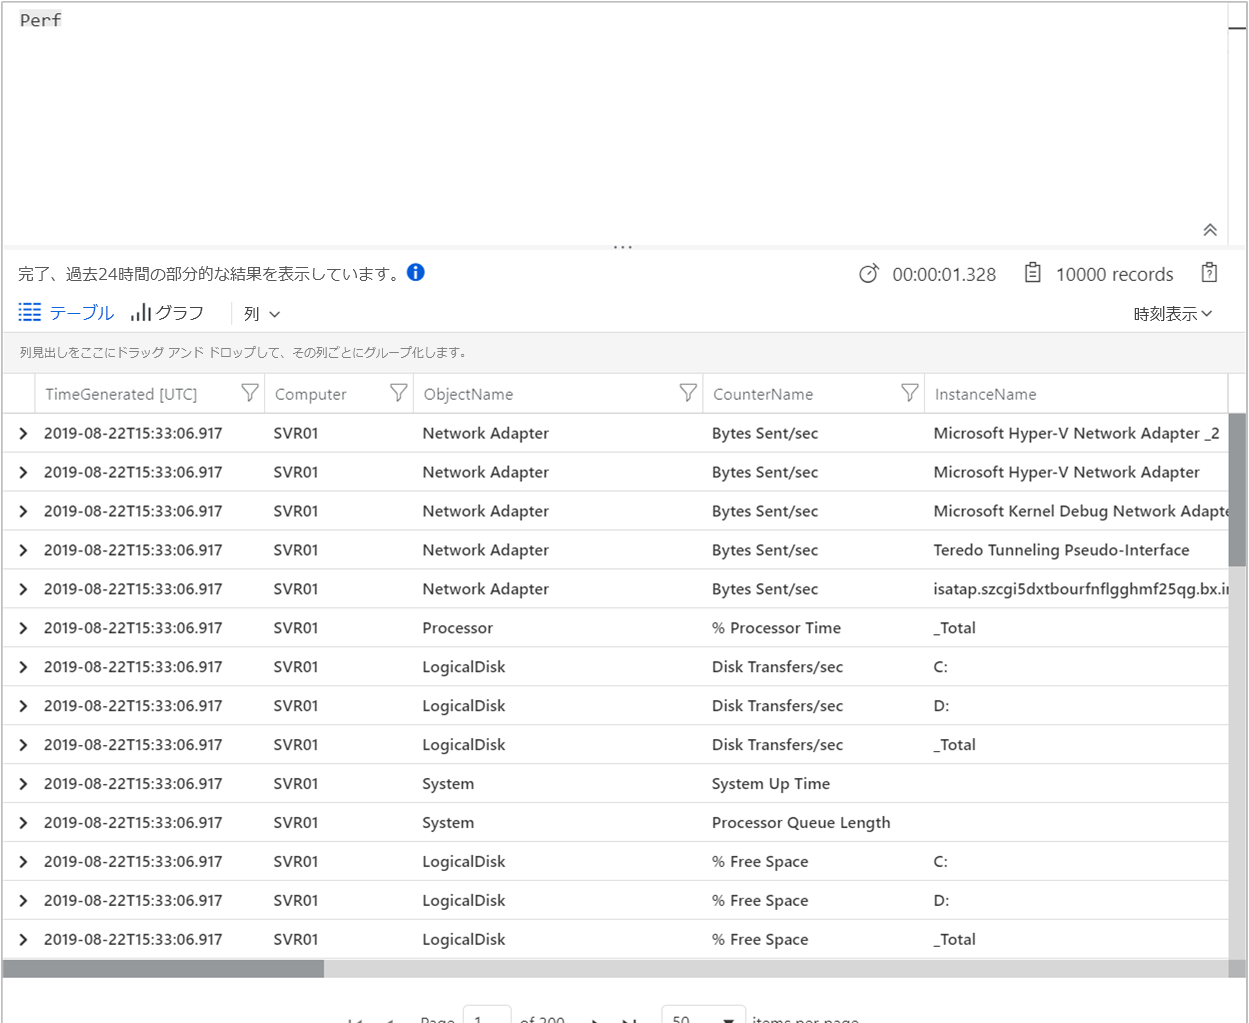 Perf
完了、過去24時間の部分的な結果を表示しています。 00:00:01.328 10000 records
テーブル グラフ 列 時刻表示
列見出しをここにドラッグ アンド ドロップして、その列ごとにグループ化します。
TimeGenerated [UTC] Computer ObjectName CounterName InstanceName
2019-08-22T15:33:06.917 SVR01 Network Adapter Bytes Sent/sec Microsoft Hyper-V Network Adapter _2
2019-08-22T15:33:06.917 SVR01 Network Adapter Bytes Sent/sec Microsoft Hyper-V Network Adapter
2019-08-22T15:33:06.917 SVR01 Network Adapter Bytes Sent/sec Microsoft Kernel Debug Network Adapte
2019-08-22T15:33:06.917 SVR01 Network Adapter Bytes Sent/sec Teredo Tunneling Pseudo-Interface
2019-08-22T15:33:06.917 SVR01 Network Adapter Bytes Sent/sec isatap.szcgi5dxtbourfnflgghmf25qg.bx.in
2019-08-22T15:33:06.917 SVR01 Processor % Processor Time _Total
2019-08-22T15:33:06.917 SVR01 LogicalDisk Disk Transfers/sec C:
2019-08-22T15:33:06.917 SVR01 LogicalDisk Disk Transfers/sec D:
2019-08-22T15:33:06.917 SVR01 LogicalDisk Disk Transfers/sec _Total
2019-08-22T15:33:06.917 SVR01 System System Up Time
2019-08-22T15:33:06.917 SVR01 System Processor Queue Length
2019-08-22T15:33:06.917 SVR01 LogicalDisk % Free Space C:
2019-08-22T15:33:06.917 SVR01 LogicalDisk % Free Space D:
2019-08-22T15:33:06.917 SVR01 LogicalDisk % Free Space _Total
Page 1 of 200 50 items per page